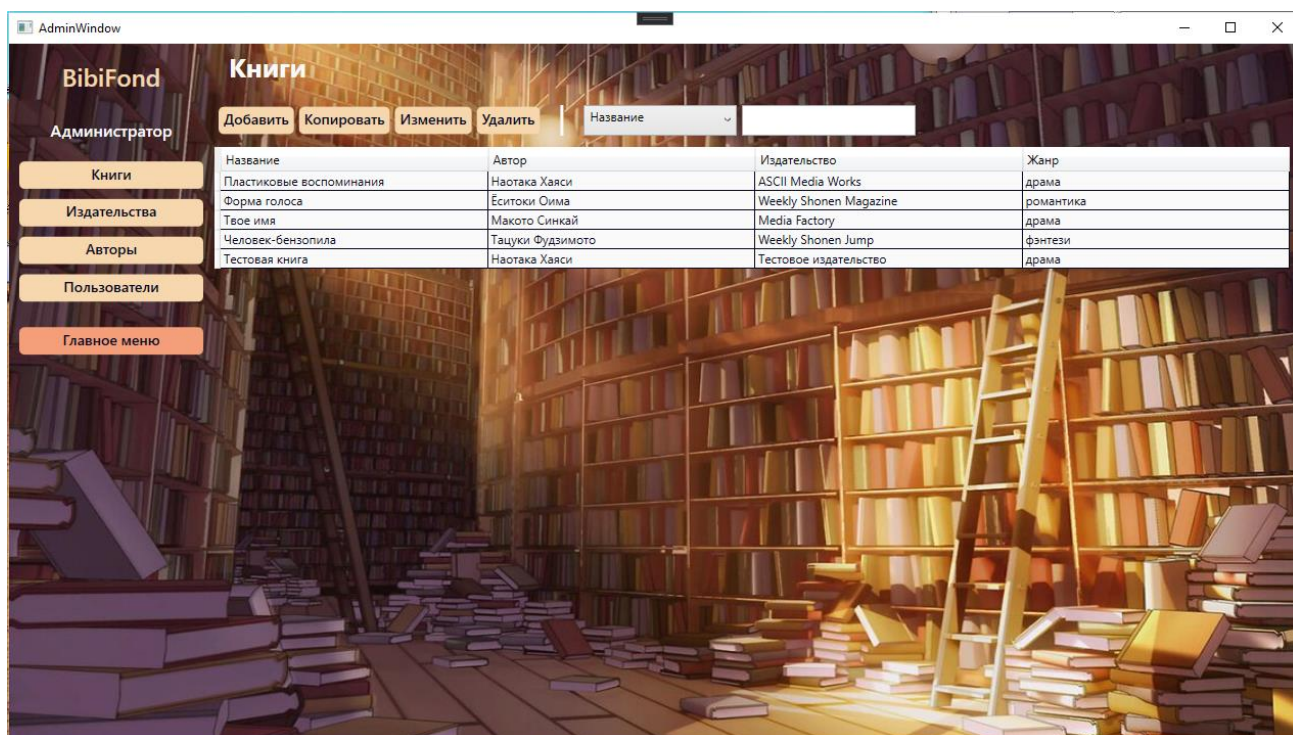 AdminWindow
BibiFond
Администратор
Книги
Издательства
Авторы
Пользователи
Главное меню
Книги
Добавить Копировать Изменить Удалить Название
Название Автор Издательство Жанр
Пластиковые воспоминания Наотака Хаяси ASCII Media Works драма
Форма голоса Ёситоки Оима Weekly Shonen Magazine романтика
Твое имя Макото Синкай Media Factory драма
Человек-бензопила Тацуки Фудзимото Weekly Shonen Jump фэнтези
Тестовая книга Наотака Хаяси Тестовое издательство драма